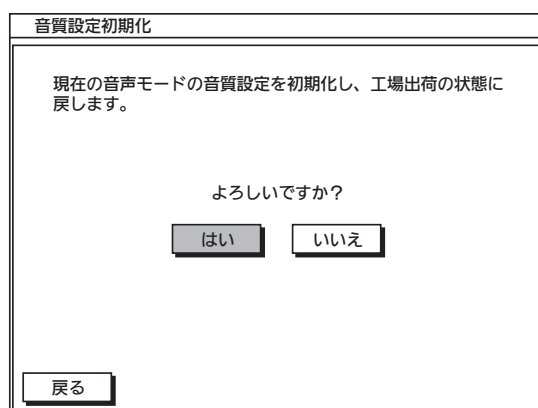 音質設定初期化
現在の音声モードの音質設定を初期化し、工場出荷の状態に
戻します。
よろしいですか？
はい
いいえ
戻る